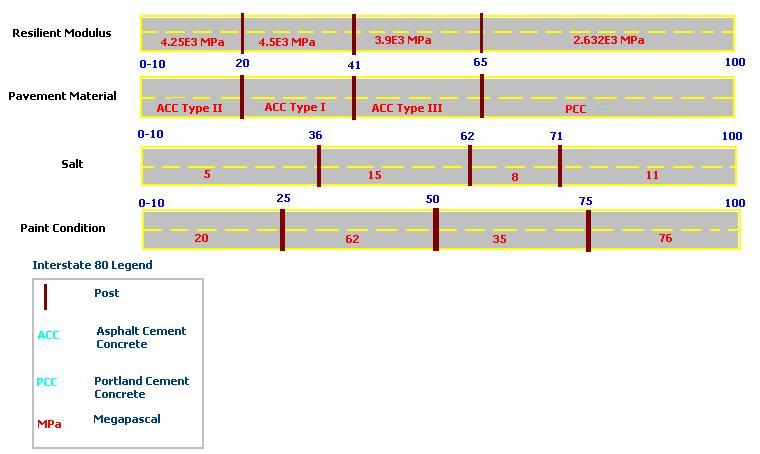 Resilient Modulus
4.25E3 MPa 4.5E3 MPa 3.9E3 MPa 2.632E3 MPa
0-10 20 41 65 100
Pavement Material
ACC Type II ACC Type I ACC Type III PCC
0-10 36 62 71 100
Salt
5 15 8 11
0-10 25 50 75 100
Paint Condition
20 62 35 76
Interstate 80 Legend
Post
ACC Asphalt Cement
Concrete
PCC Portland Cement
Concrete
MPa Megapascal